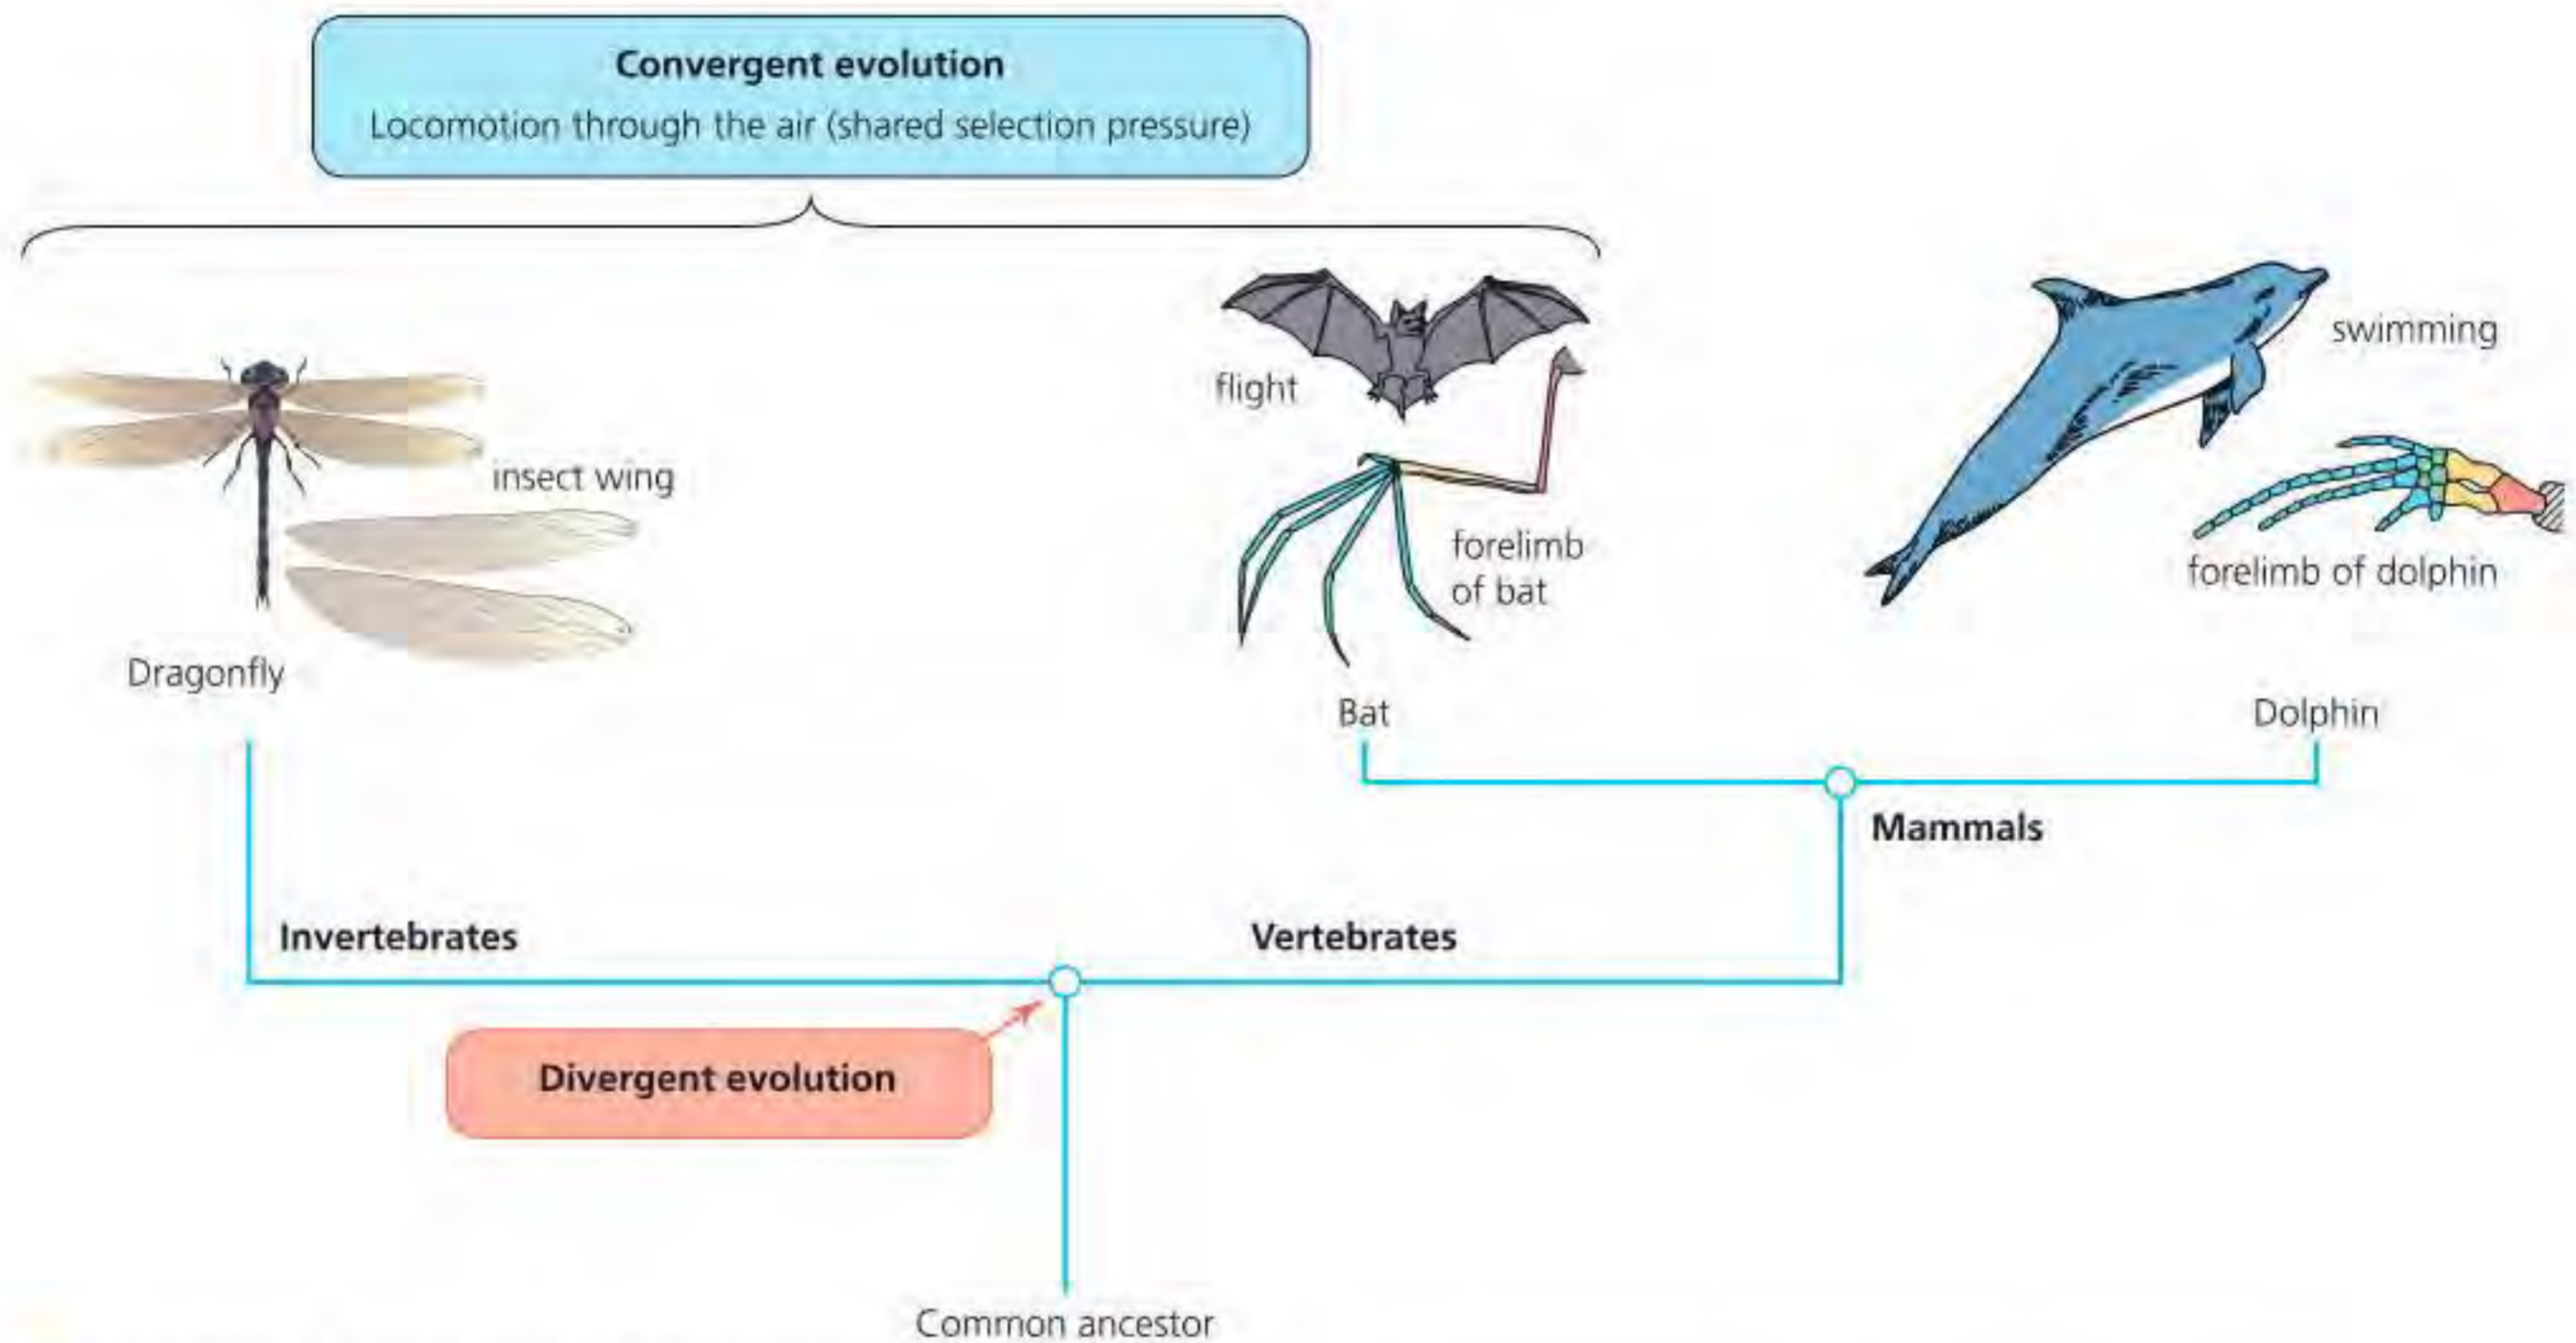 Convergent evolution
Locomotion through the air (shared selection pressure)
swimming
flight
insect wing
forelimb
of bat
forelimb of dolphin
Dragonfly
Bat
Dolphin
Mammals
Invertebrates
Vertebrates
Divergent evolution
Common ancestor